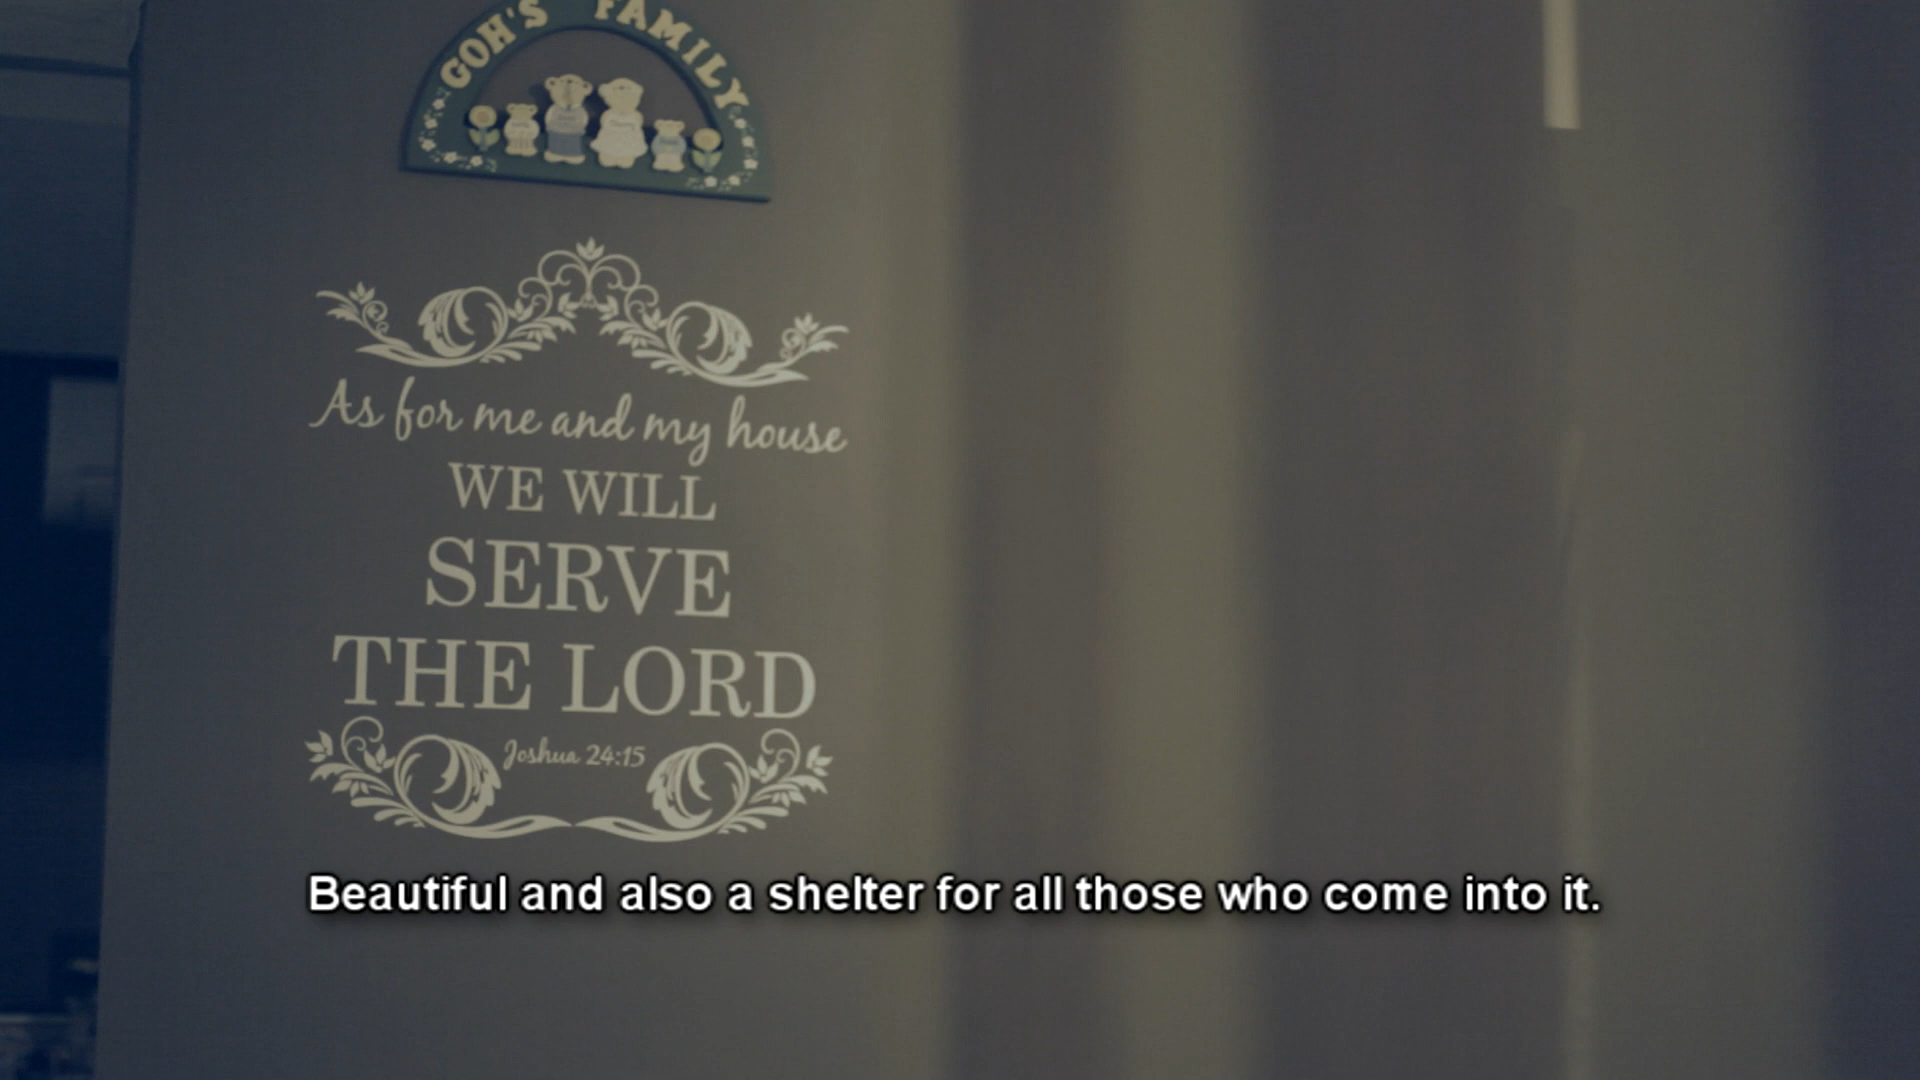 GOH'S FAMILY
As for me and my house
WE WILL
SERVE
THE LORD
Joshua 24:15
Beautiful and also a shelter for all those who come into it.